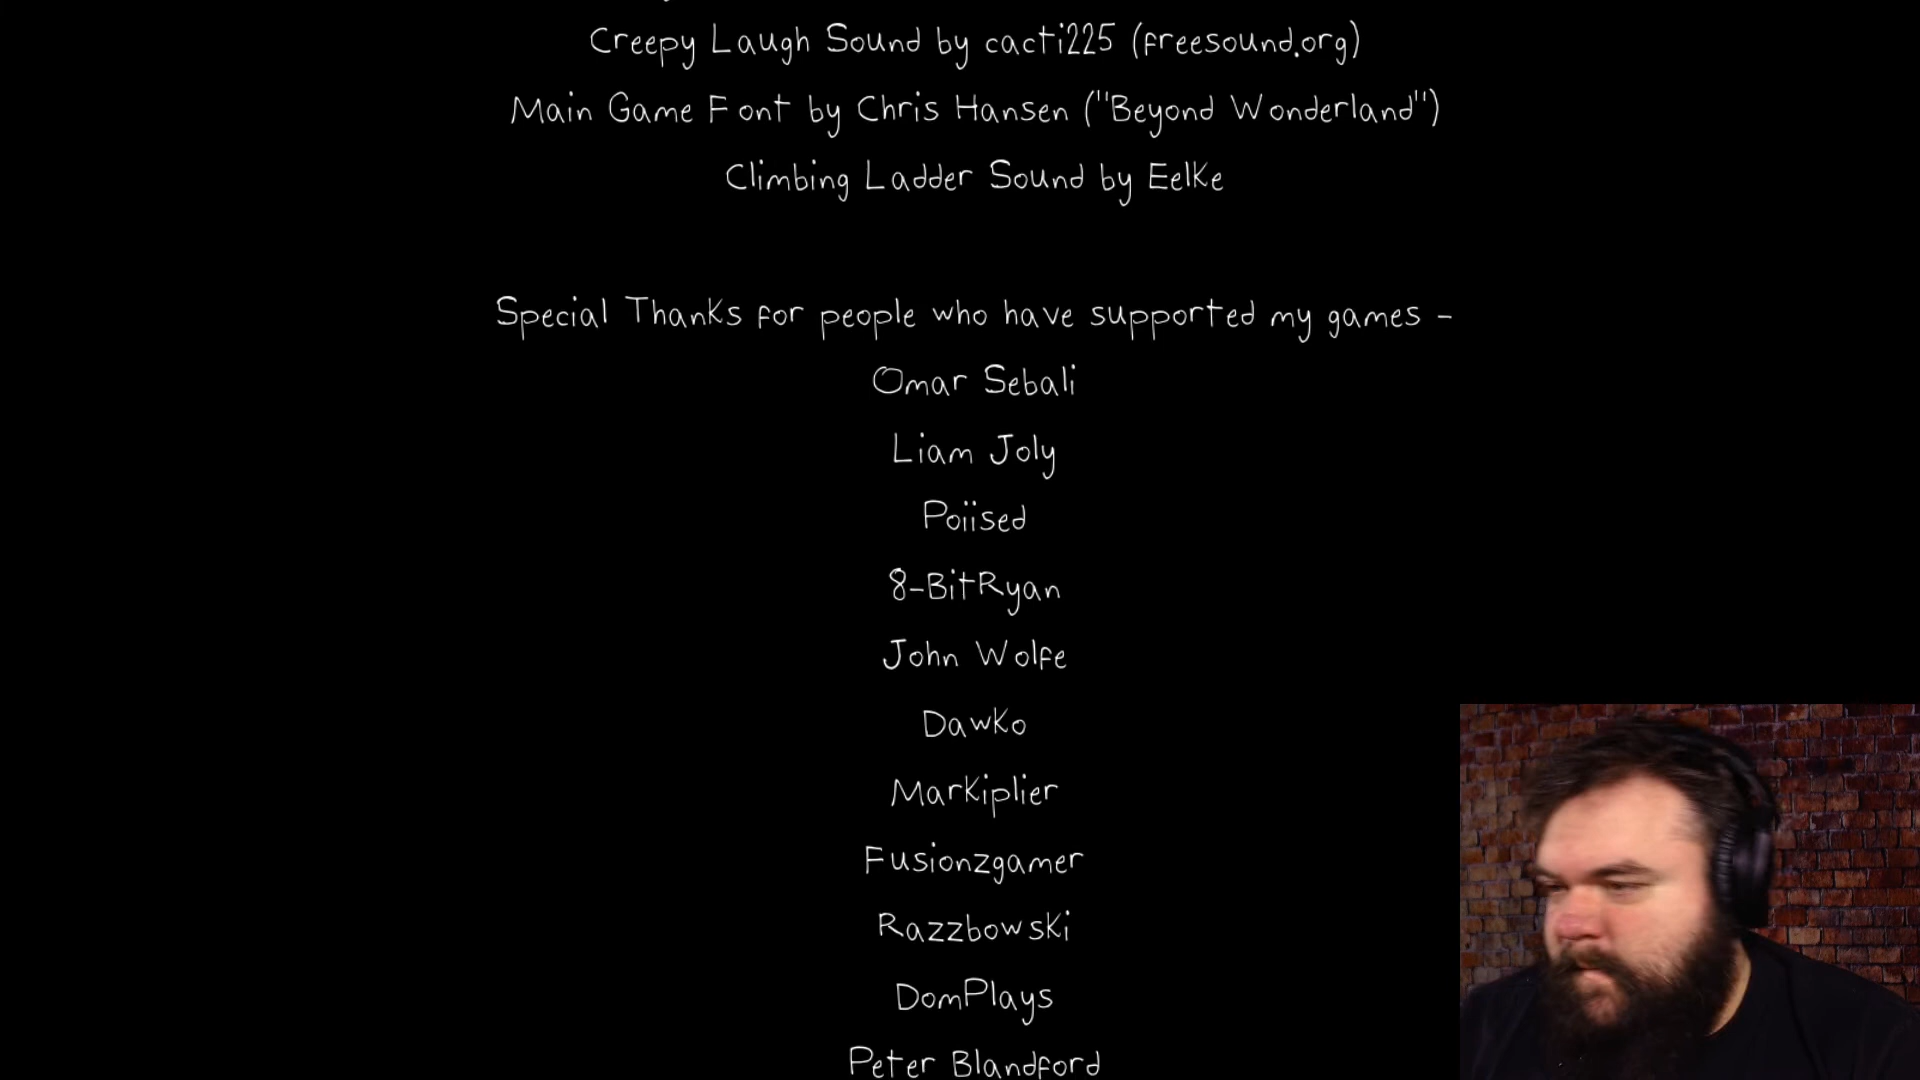 Creepy Laugh Sound by cacti225 (freesound.org)
Main Game Font by Chris Hansen ("Beyond Wonderland")
Climbing Ladder Sound by Eelke
Special Thanks for people who have supported my games -
Omar Sebali
Liam Joly
Poiised
8-BitRyan
John Wolfe
Dawko
Markiplier
Fusionzgamer
Razzbowski
DomPlays
Peter Blandford